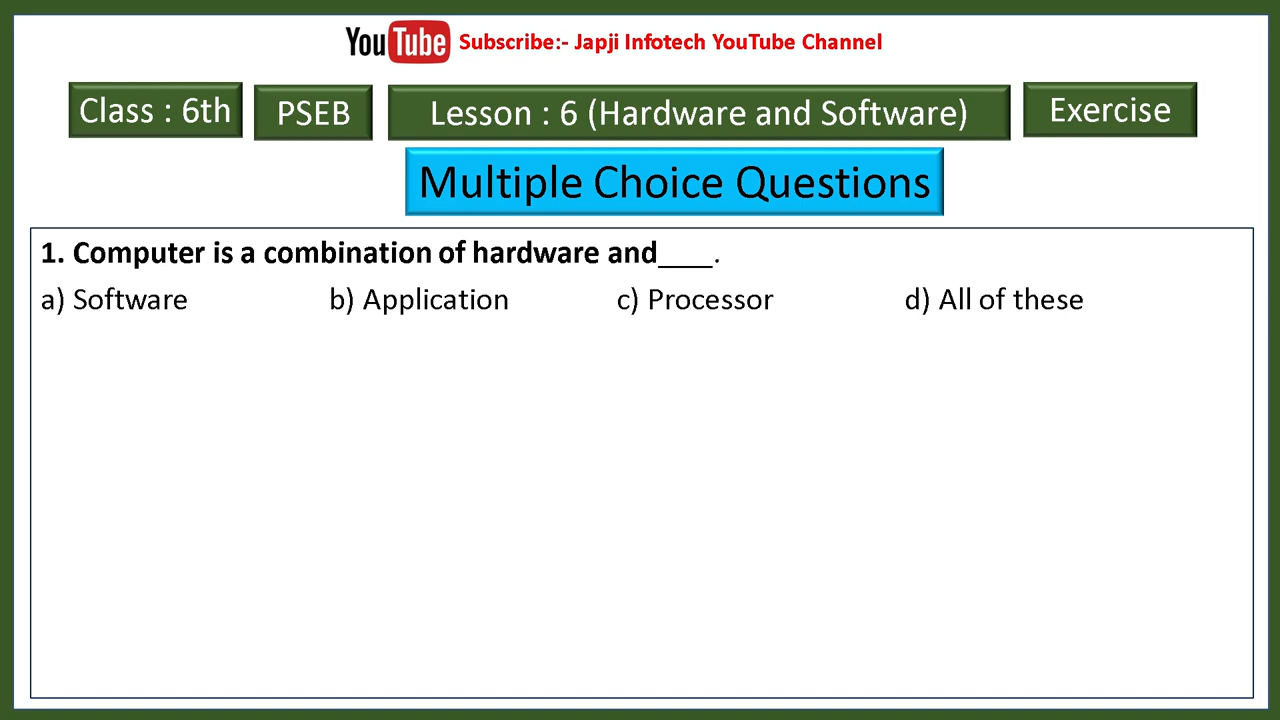 YouTube Subscribe:- Japji Infotech YouTube Channel
Class : 6th PSEB Lesson : 6 (Hardware and Software) Exercise
Multiple Choice Questions
1. Computer is a combination of hardware and____.
a) Software b) Application c) Processor d) All of these